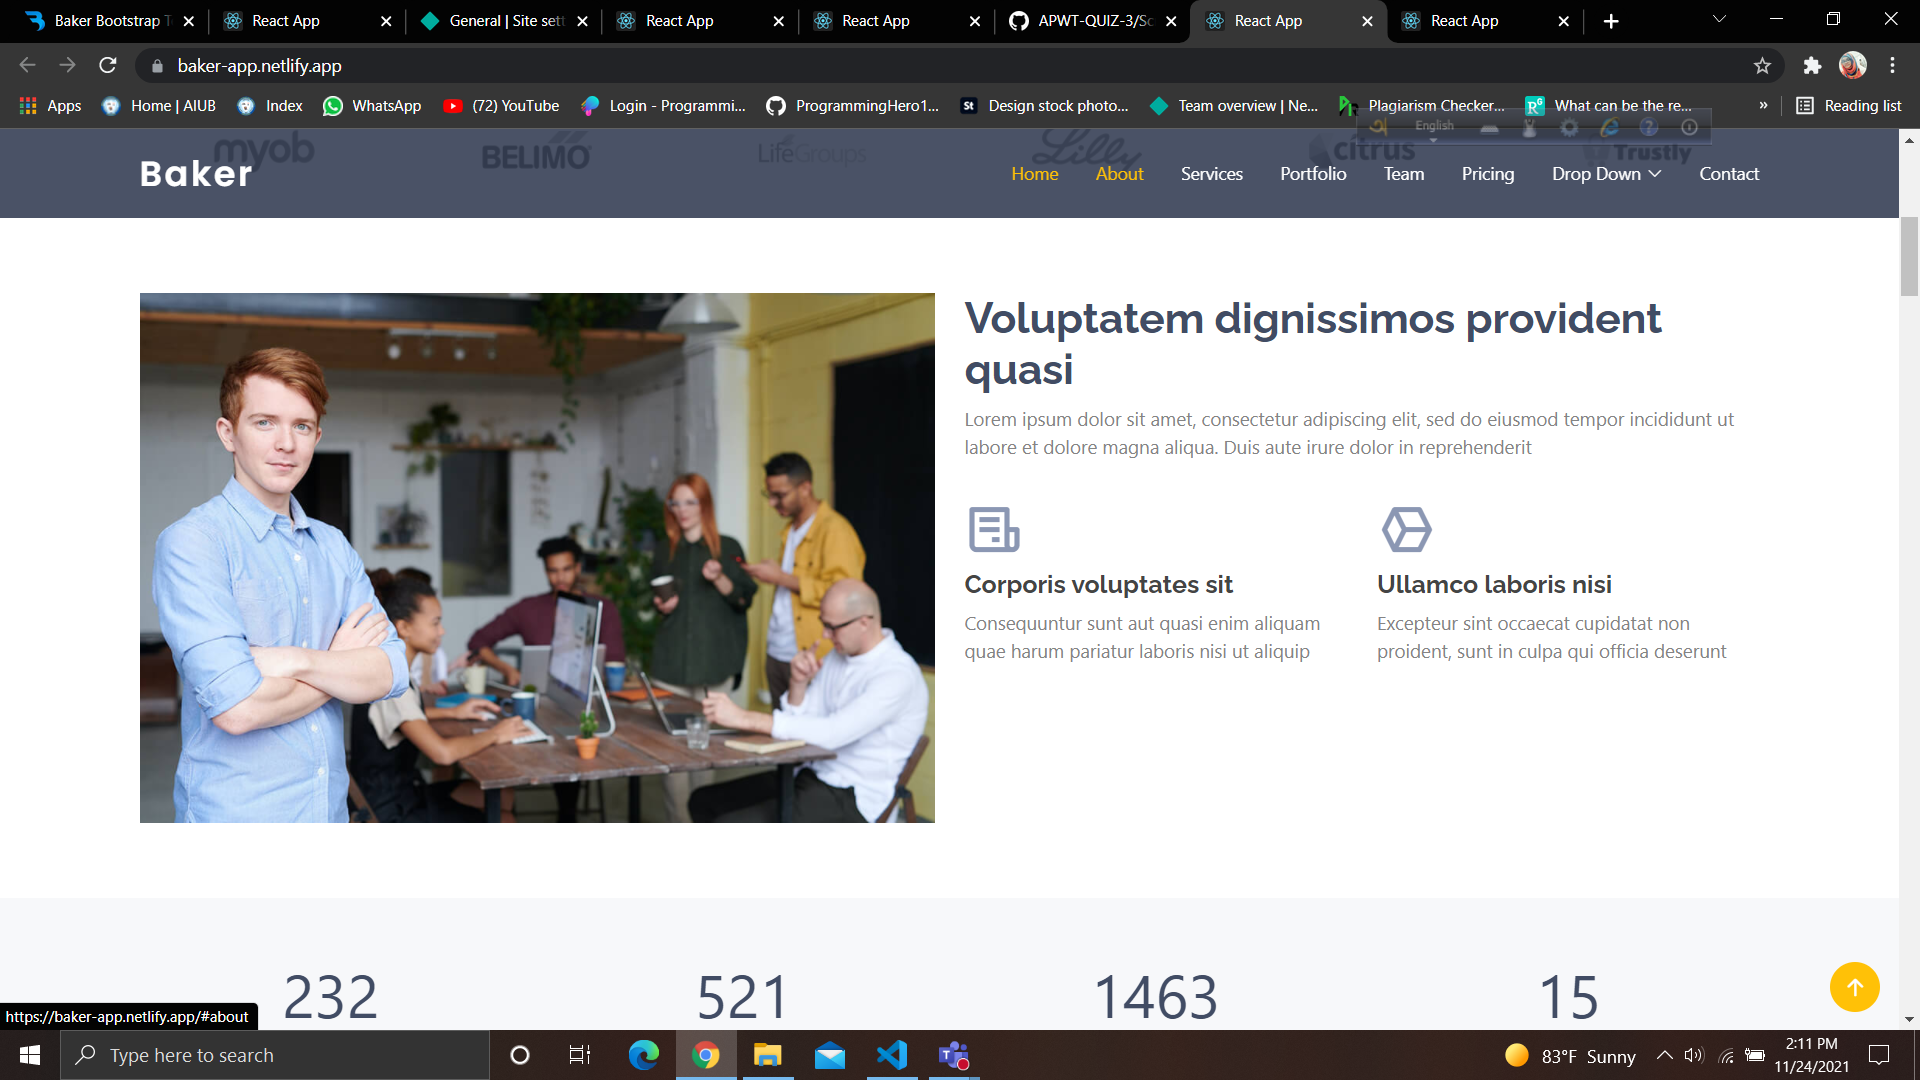 Baker Bootstrap T
React App
General | Site sett
React App
React App
APWT-QUIZ-3/Sc
React App
React App
baker-app.netlify.app
Apps
Home | AIUB
Index
WhatsApp
(72) YouTube
Login - Programmi...
ProgrammingHero1...
St
Design stock photo...
Team overview | Ne...
Plagiarism Checker...
RG
What can be the re...
»
Reading list
English
myob
BELIMO
LifeGroups
Lilly
citrus
Trustly
Baker
Home
About
Services
Portfolio
Team
Pricing
Drop Down
Contact
Voluptatem dignissimos provident
quasi
Lorem ipsum dolor sit amet, consectetur adipiscing elit, sed do eiusmod tempor incididunt ut
labore et dolore magna aliqua. Duis aute irure dolor in reprehenderit
Corporis voluptates sit
Consequuntur sunt aut quasi enim aliquam
quae harum pariatur laboris nisi ut aliquip
Ullamco laboris nisi
Excepteur sint occaecat cupidatat non
proident, sunt in culpa qui officia deserunt
232
521
1463
15
https://baker-app.netlify.app/#about
Type here to search
83°F Sunny
2:11 PM
11/24/2021